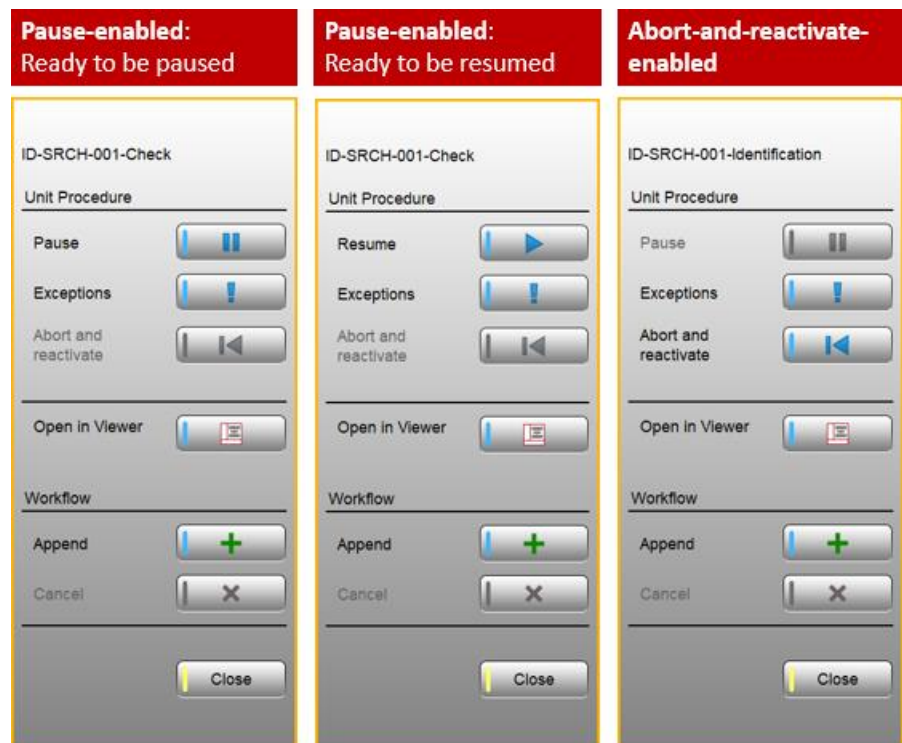 Pause-enabled:
Ready to be paused
ID-SRCH-001-Check
Unit Procedure
Pause
Exceptions
Abort and
reactivate
Open in Viewer
Workflow
Append
Cancel
Close
Pause-enabled:
Ready to be resumed
ID-SRCH-001-Check
Unit Procedure
Resume
Exceptions
Abort and
reactivate
Open in Viewer
Workflow
Append
Cancel
Close
Abort-and-reactivate-
enabled
ID-SRCH-001-Identification
Unit Procedure
Pause
Exceptions
Abort and
reactivate
Open in Viewer
Workflow
Append
Cancel
Close